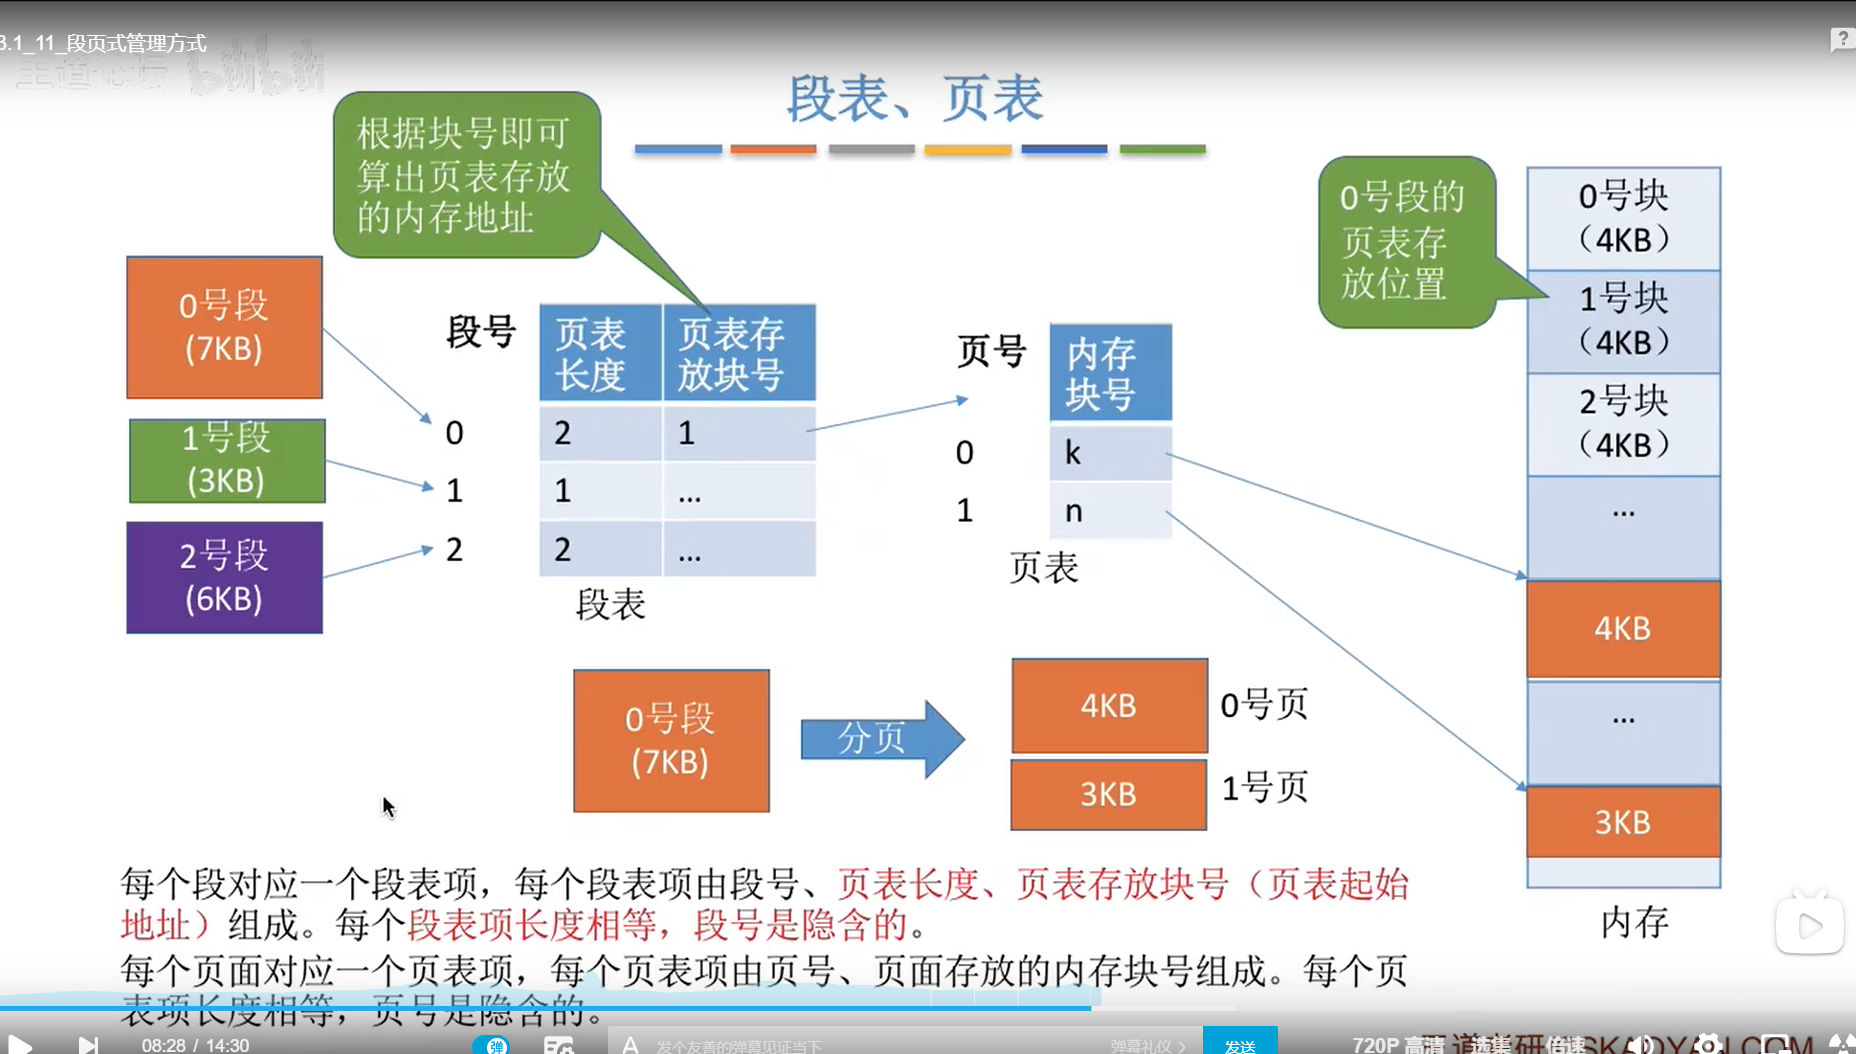 3.1_11_段页式管理方式
王道论坛 bilibili
段表、页表
根据块号即可
算出页表存放
的内存地址
0号段的
页表存
放位置
0号段
(7KB)
1号段
(3KB)
2号段
(6KB)
段号
页表
长度
页表存
放块号
0
2
1
1
1
...
2
2
...
段表
页号
内存
块号
0
k
1
n
页表
0号块
（4KB）
1号块
（4KB）
2号块
（4KB）
...
4KB
...
3KB
内存
0号段
(7KB)
分页
4KB
0号页
3KB
1号页
每个段对应一个段表项，每个段表项由段号、页表长度、页表存放块号（页表起始
地址）组成。每个段表项长度相等，段号是隐含的。
每个页面对应一个页表项，每个页表项由页号、页面存放的内存块号组成。每个页
表项长度相等，页号是隐含的。
08:28 / 14:30
弹
A
发个友善的弹幕见证当下
弹幕礼仪 >
发送
720P 高清
选集
倍速
王道考研/CSKAOYAN.COM